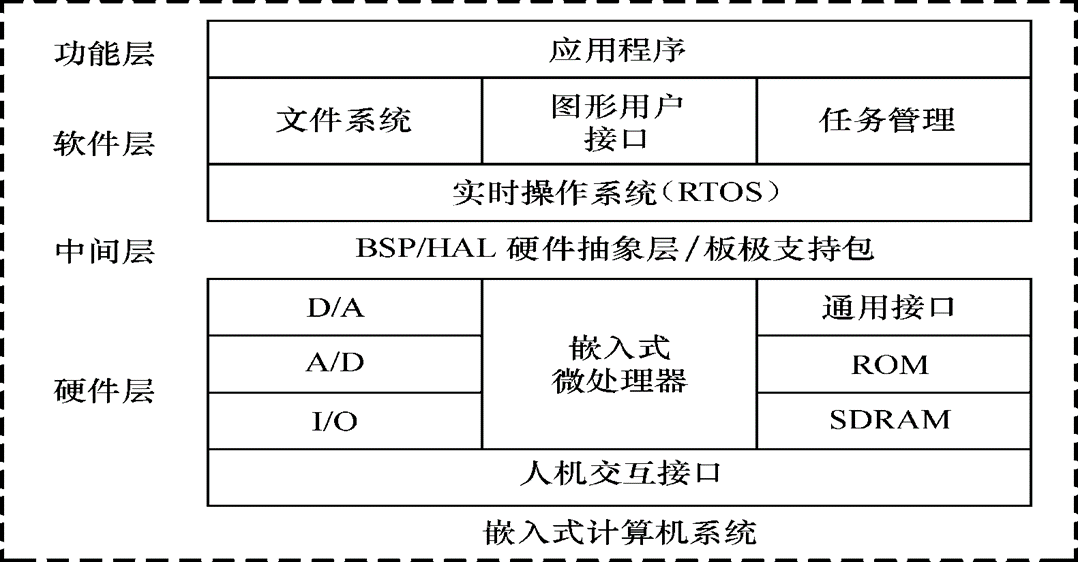 功能层
应用程序
软件层
文件系统
图形用户
接口
任务管理
实时操作系统（RTOS）
中间层
BSP/HAL 硬件抽象层/板极支持包
硬件层
D/A
A/D
I/O
嵌入式
微处理器
通用接口
ROM
SDRAM
人机交互接口
嵌入式计算机系统